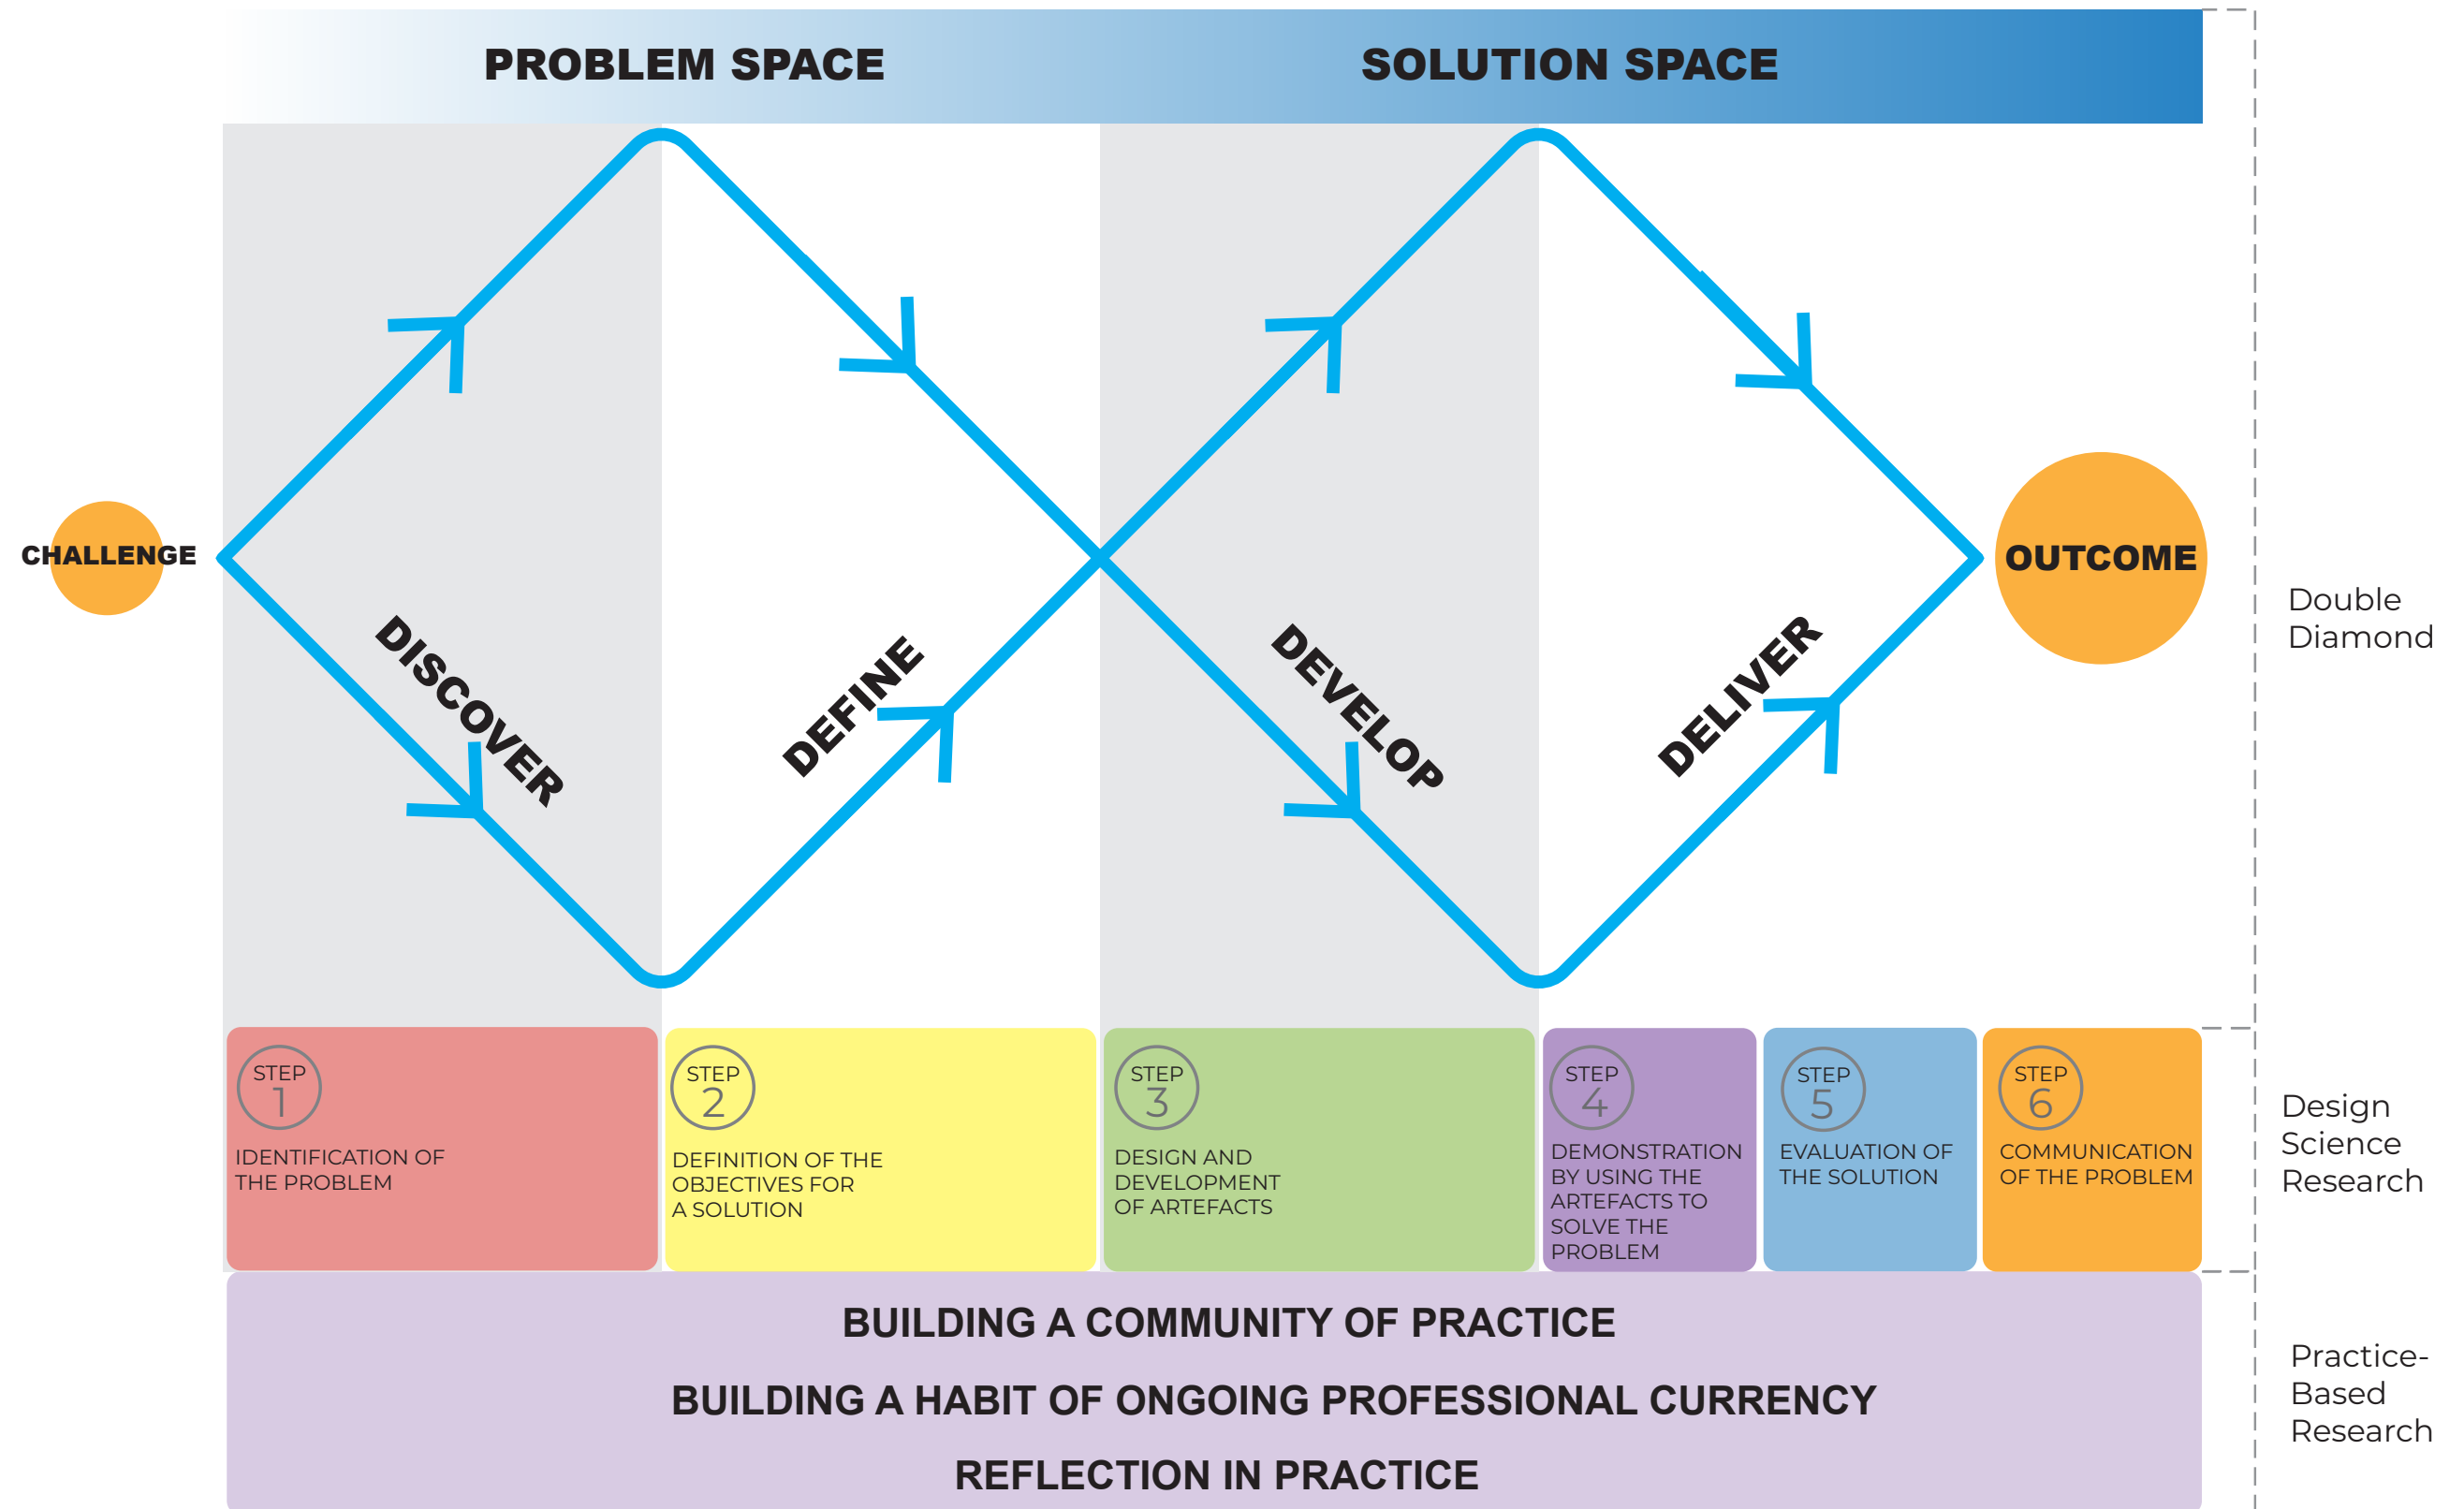 PROBLEM SPACE
SOLUTION SPACE
CHALLENGE
DISCOVER
DEFINE
DEVELOP
DELIVER
OUTCOME
Double
Diamond
STEP
1
IDENTIFICATION OF
THE PROBLEM
STEP
2
DEFINITION OF THE
OBJECTIVES FOR
A SOLUTION
STEP
3
DESIGN AND
DEVELOPMENT
OF ARTEFACTS
STEP
4
DEMONSTRATION
BY USING THE
ARTEFACTS TO
SOLVE THE
PROBLEM
STEP
5
EVALUATION OF
THE SOLUTION
STEP
6
COMMUNICATION
OF THE PROBLEM
Design
Science
Research
BUILDING A COMMUNITY OF PRACTICE
BUILDING A HABIT OF ONGOING PROFESSIONAL CURRENCY
REFLECTION IN PRACTICE
Practice-
Based
Research